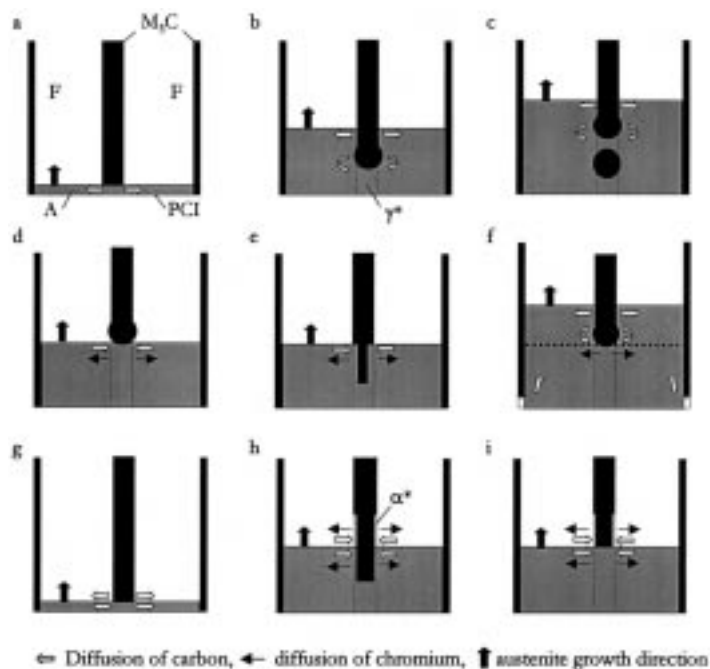 a
M₃C
b
c
F
F
A
PCI
γ*
d
e
f
g
h
i
α*
⇐ Diffusion of carbon, ← diffusion of chromium, ⬆ austenite growth direction